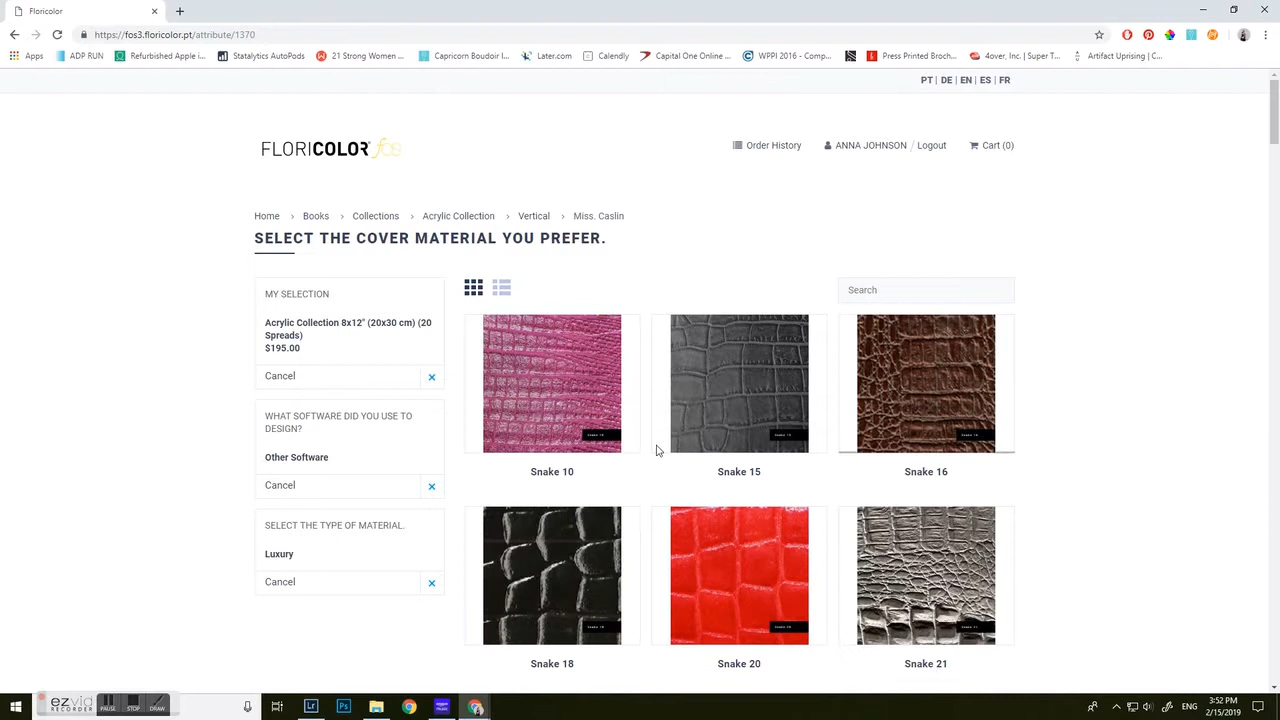 Floricolor
https://fos3.floricolor.pt/attribute/1370
Apps ADP RUN Refurbished Apple i... Statalytics AutoPods 21 Strong Women ... Capricorn Boudoir I... Later.com Calendly Capital One Online ... WPPI 2016 - Comp... Press Printed Broch... 4over, Inc. | Super T... Artifact Uprising | C...
PT | DE | EN | ES | FR
FLORICOLOR fos
Order History ANNA JOHNSON / Logout Cart (0)
Home > Books > Collections > Acrylic Collection > Vertical > Miss. Caslin
SELECT THE COVER MATERIAL YOU PREFER.
MY SELECTION
Acrylic Collection 8x12" (20x30 cm) (20
Spreads)
$195.00
Cancel
WHAT SOFTWARE DID YOU USE TO
DESIGN?
Other Software
Cancel
SELECT THE TYPE OF MATERIAL.
Luxury
Cancel
Search
Snake 10 Snake 15 Snake 16
Snake 18 Snake 20 Snake 21
ezvid
RECORDER
PAUSE STOP DRAW
Lr Ps
amazon music
ENG
3:52 PM
2/15/2019